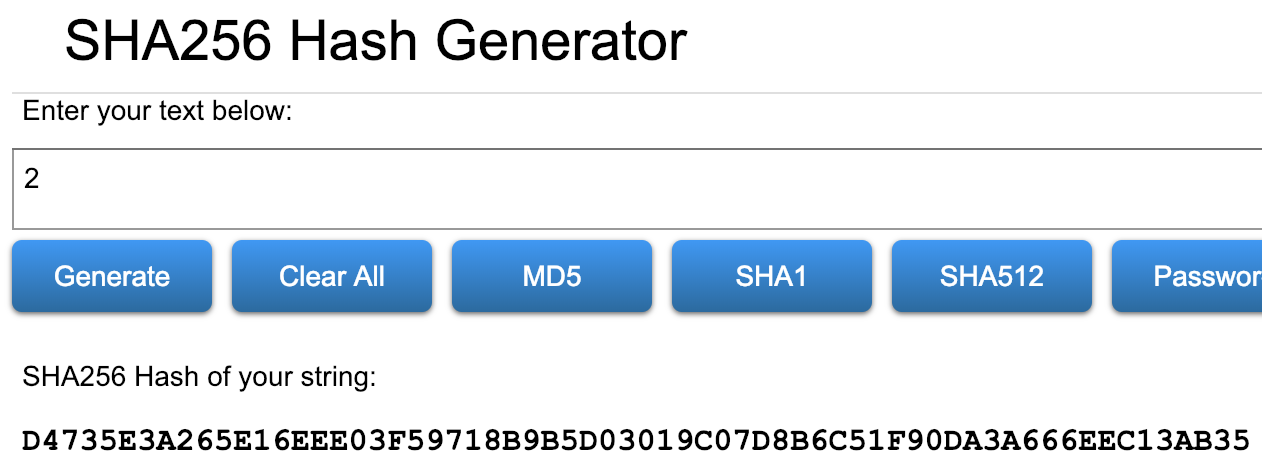 SHA256 Hash Generator
Enter your text below:
2
Generate Clear All MD5 SHA1 SHA512 Passwor
SHA256 Hash of your string:
D4735E3A265E16EEE03F59718B9B5D03019C07D8B6C51F90DA3A666EEC13AB35